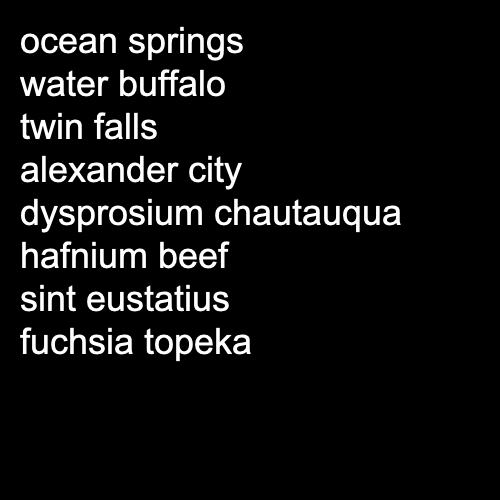 ocean springs
water buffalo
twin falls
alexander city
dysprosium chautauqua
hafnium beef
sint eustatius
fuchsia topeka